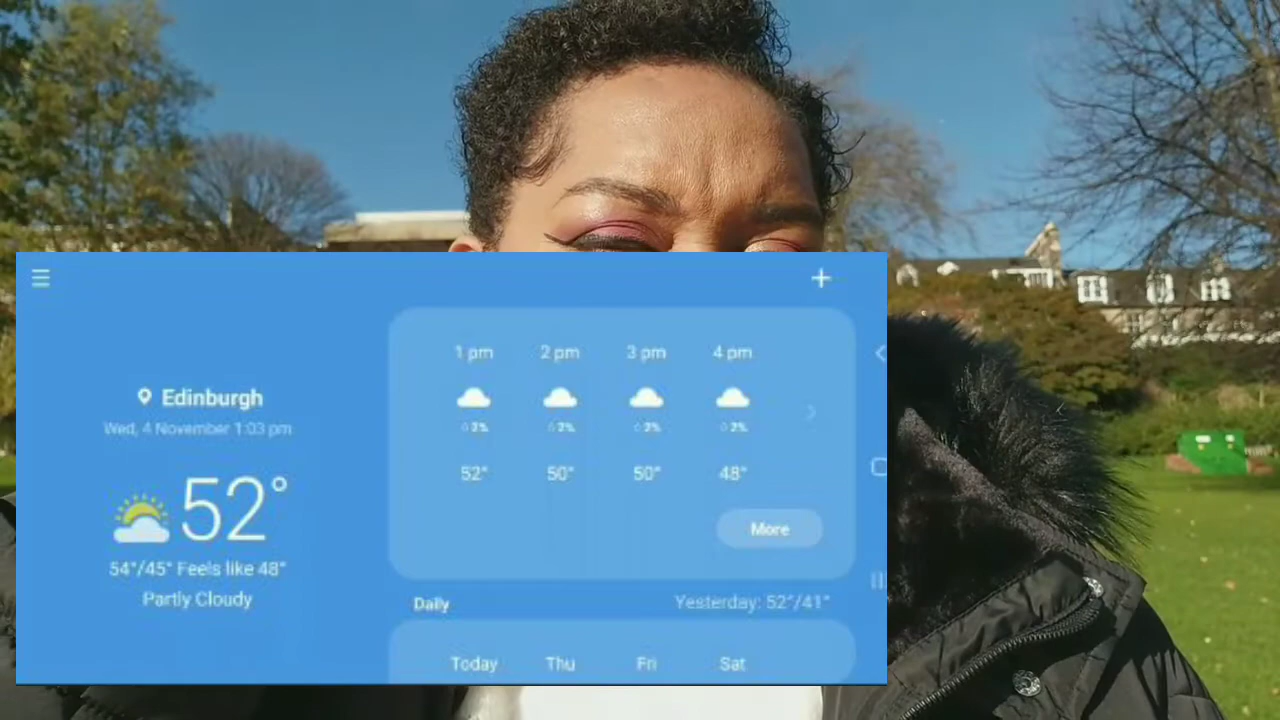 Edinburgh
Wed, 4 November 1:03 pm
52°
54°/45° Feels like 48°
Partly Cloudy
1 pm 2 pm 3 pm 4 pm
52° 50° 50° 48°
More
Daily
Yesterday: 52°/41°
Today Thu Fri Sat